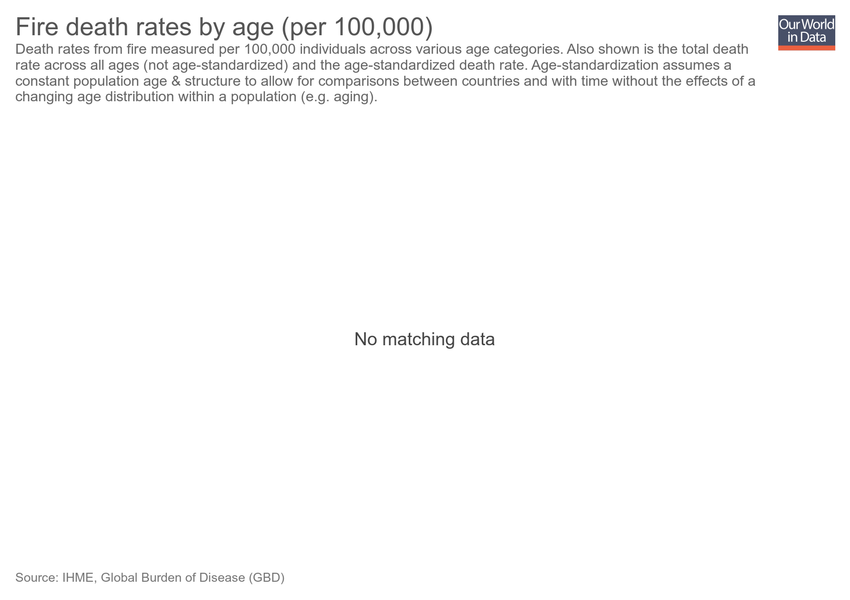 Fire death rates by age (per 100,000)
Our World
in Data
Death rates from fire measured per 100,000 individuals across various age categories. Also shown is the total death
rate across all ages (not age-standardized) and the age-standardized death rate. Age-standardization assumes a
constant population age & structure to allow for comparisons between countries and with time without the effects of a
changing age distribution within a population (e.g. aging).
No matching data
Source: IHME, Global Burden of Disease (GBD)